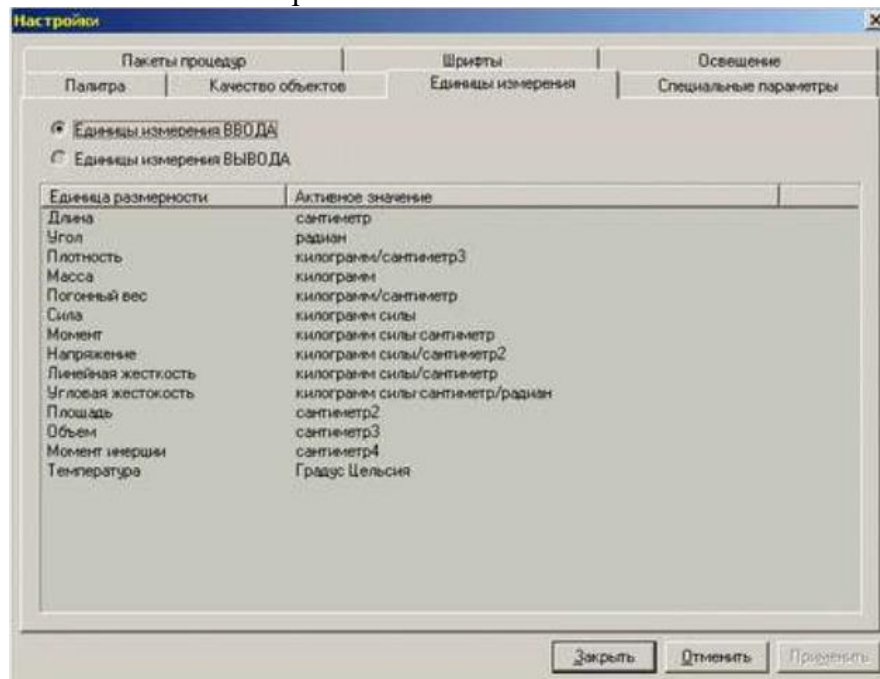 Настройки
Пакеты процедур Шрифты Освещение
Палитра Качество объектов Единицы измерения Специальные параметры
Единицы измерения ВВОДА
Единицы измерения ВЫВОДА
Единица размерности Активное значение
Длина сантиметр
Угол радиан
Плотность килограмм/сантиметр3
Масса килограмм
Погонный вес килограмм/сантиметр
Сила килограмм силы
Момент килограмм силы сантиметр
Напряжение килограмм силы/сантиметр2
Линейная жесткость килограмм силы/сантиметр
Угловая жестокость килограмм силы сантиметр/радиан
Площадь сантиметр2
Объем сантиметр3
Момент инерции сантиметр4
Температура Градус Цельсия
Закрыть Отменить Применить